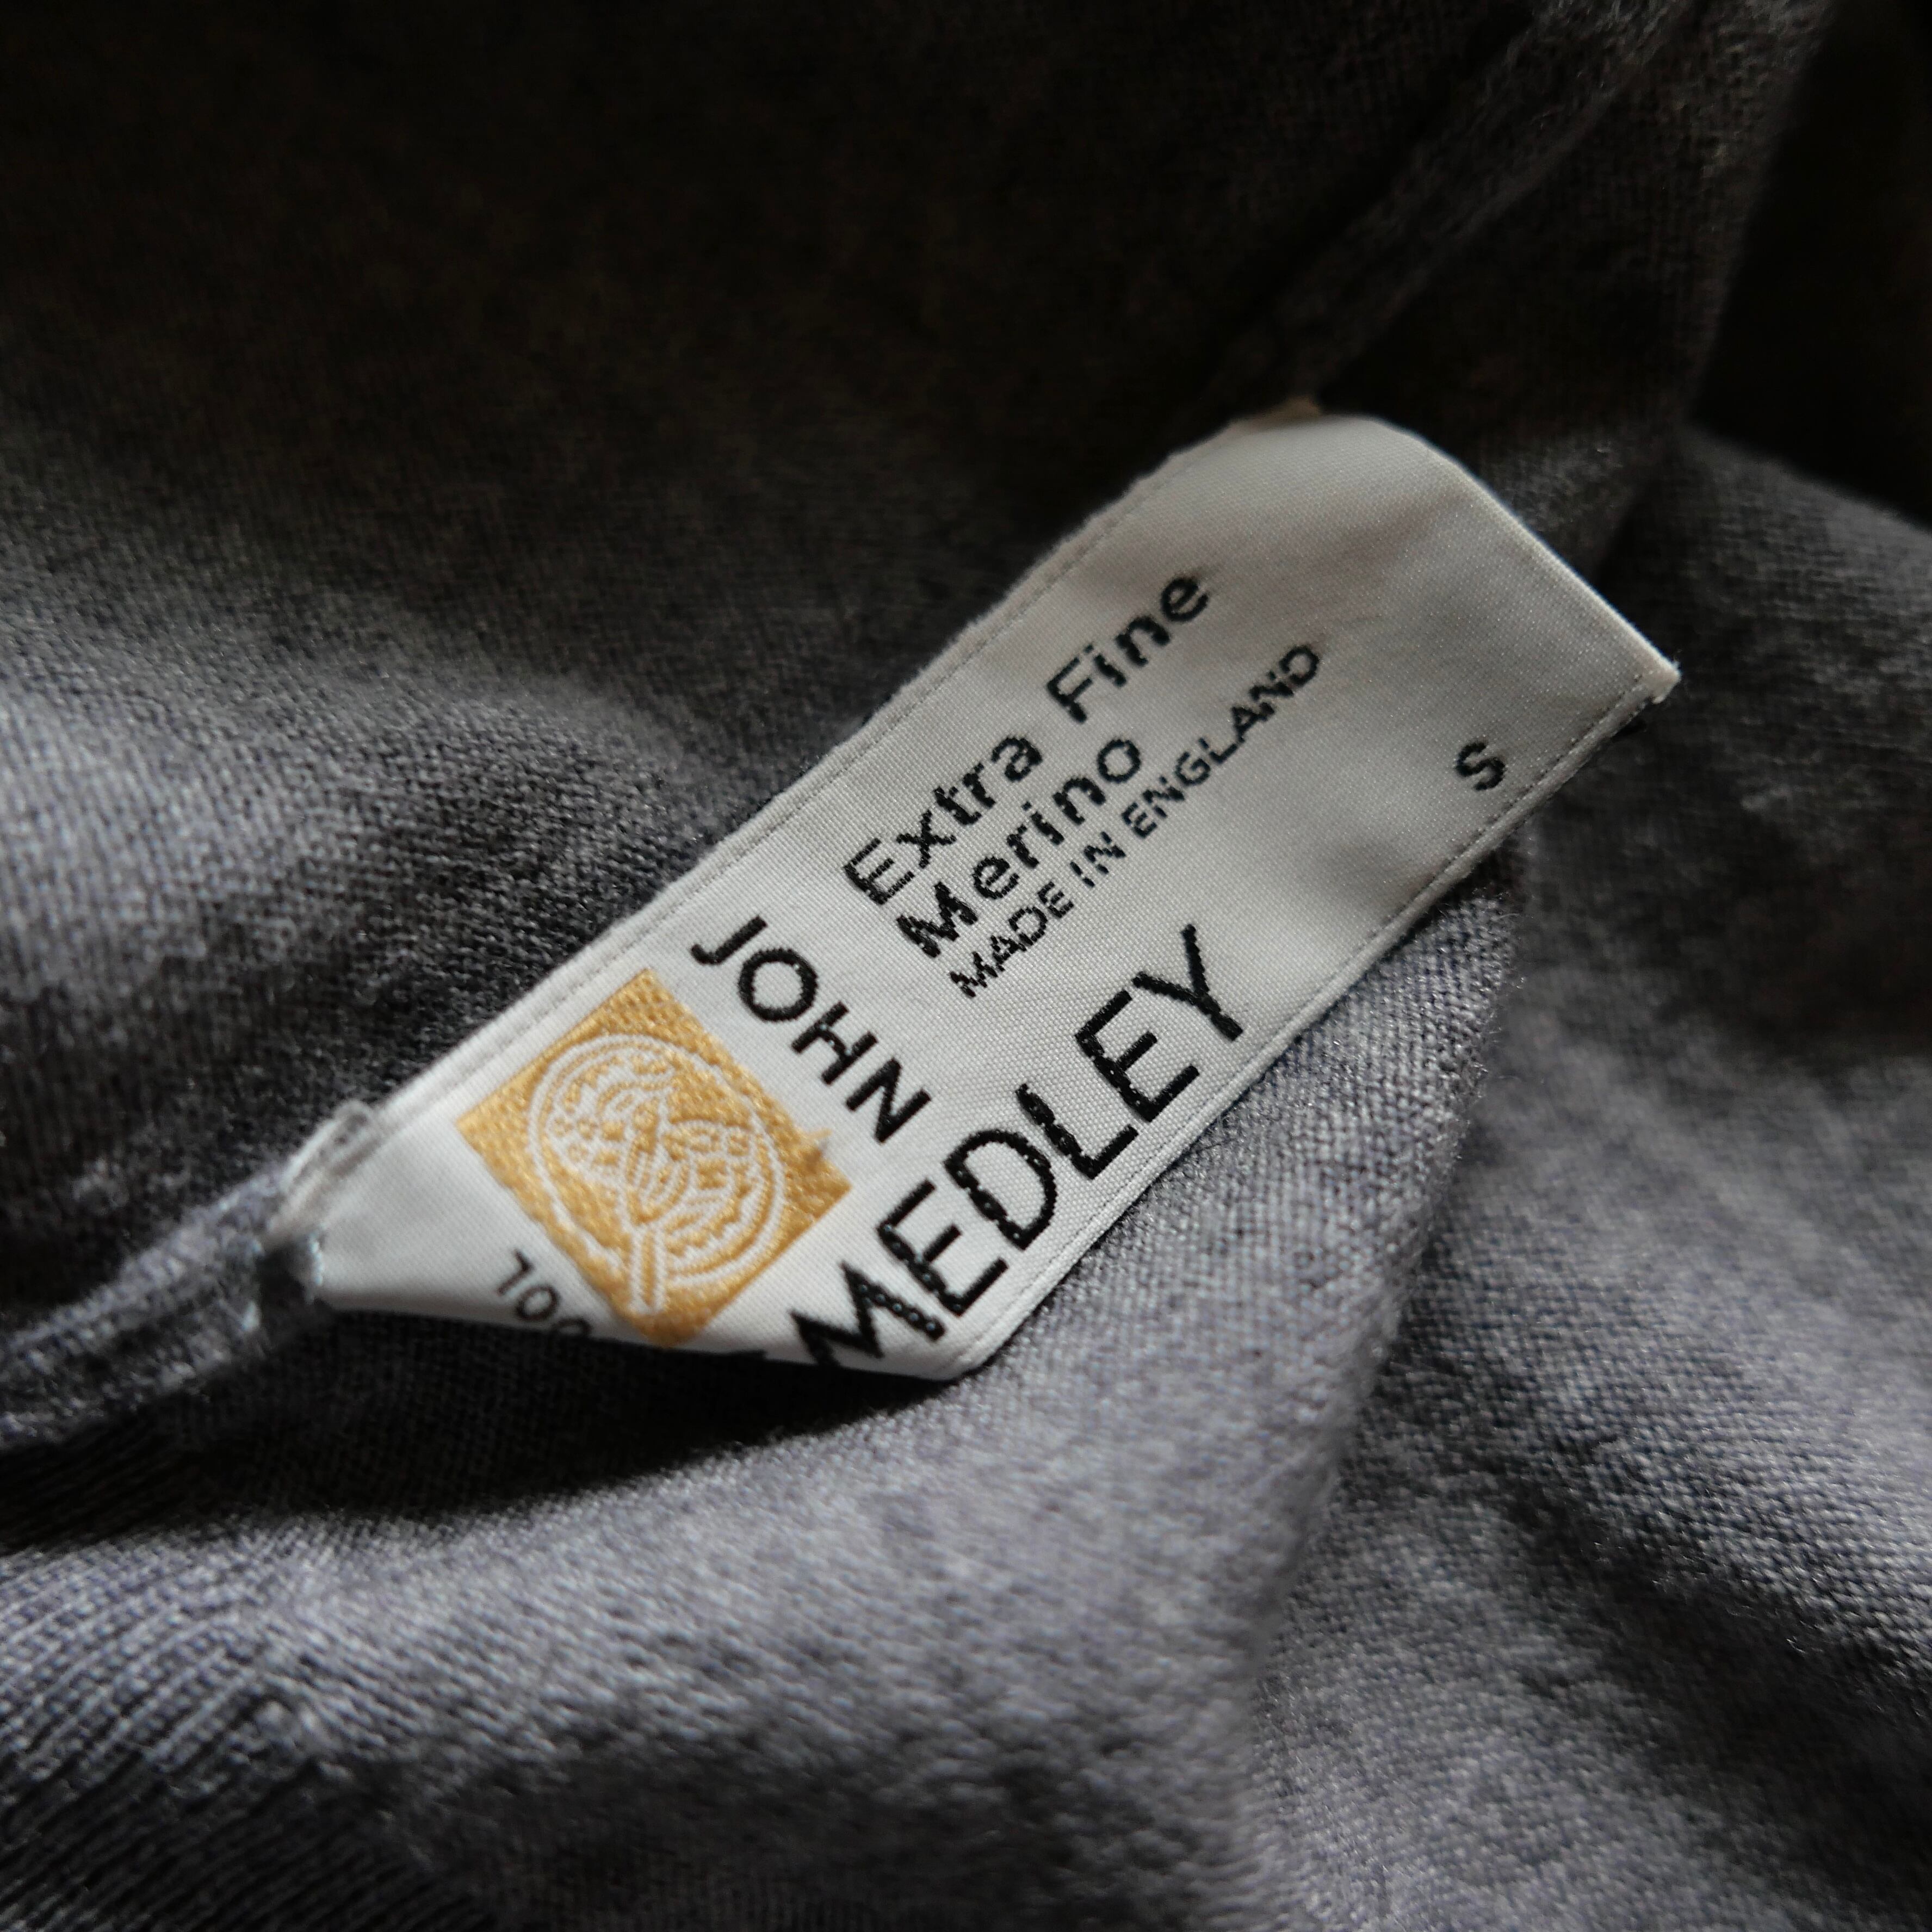 Extra Fine
Merino
MADE IN ENGLAND
S
JOHN
MEDLEY